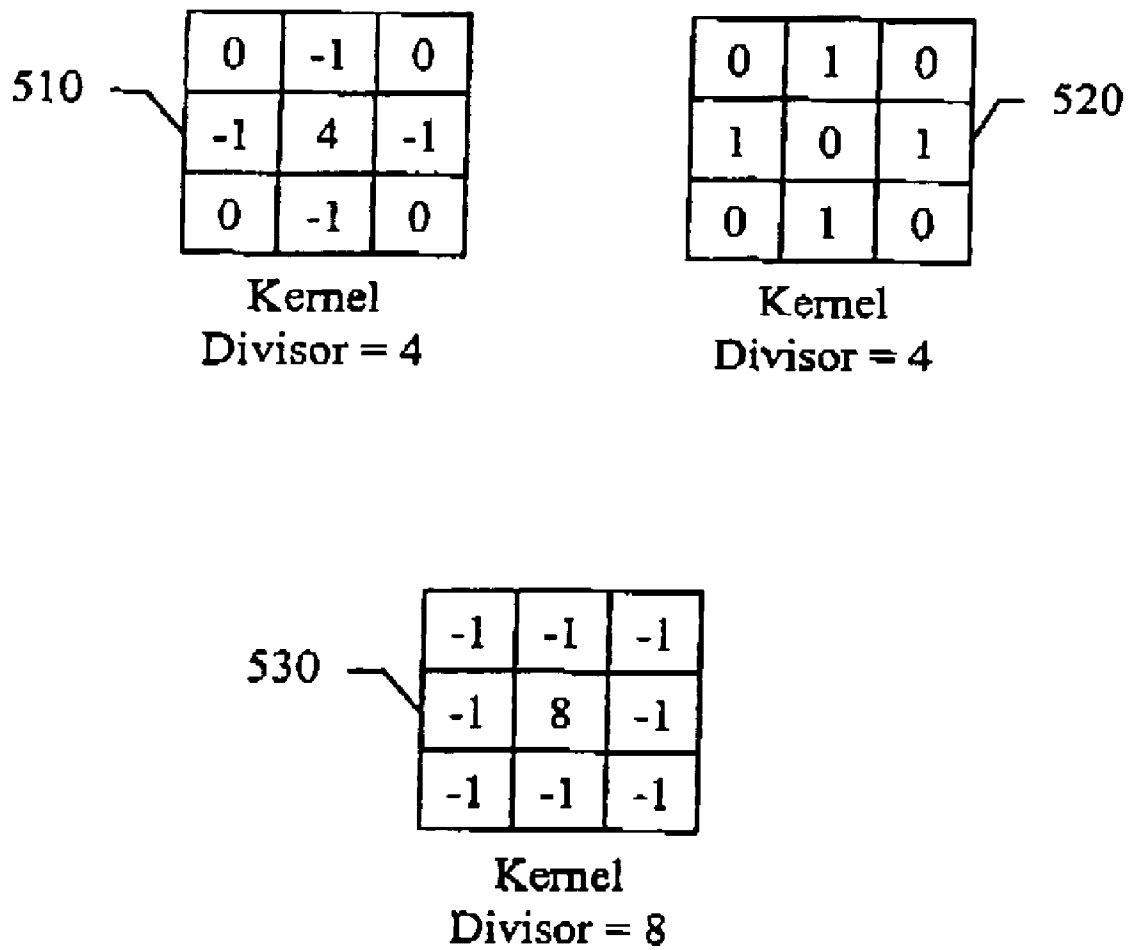 0 -1 0
510
-1 4 -1
0 -1 0
Kernel
Divisor = 4
0 1 0
520
1 0 1
0 1 0
Kernel
Divisor = 4
-1 -1 -1
530
-1 8 -1
-1 -1 -1
Kernel
Divisor = 8